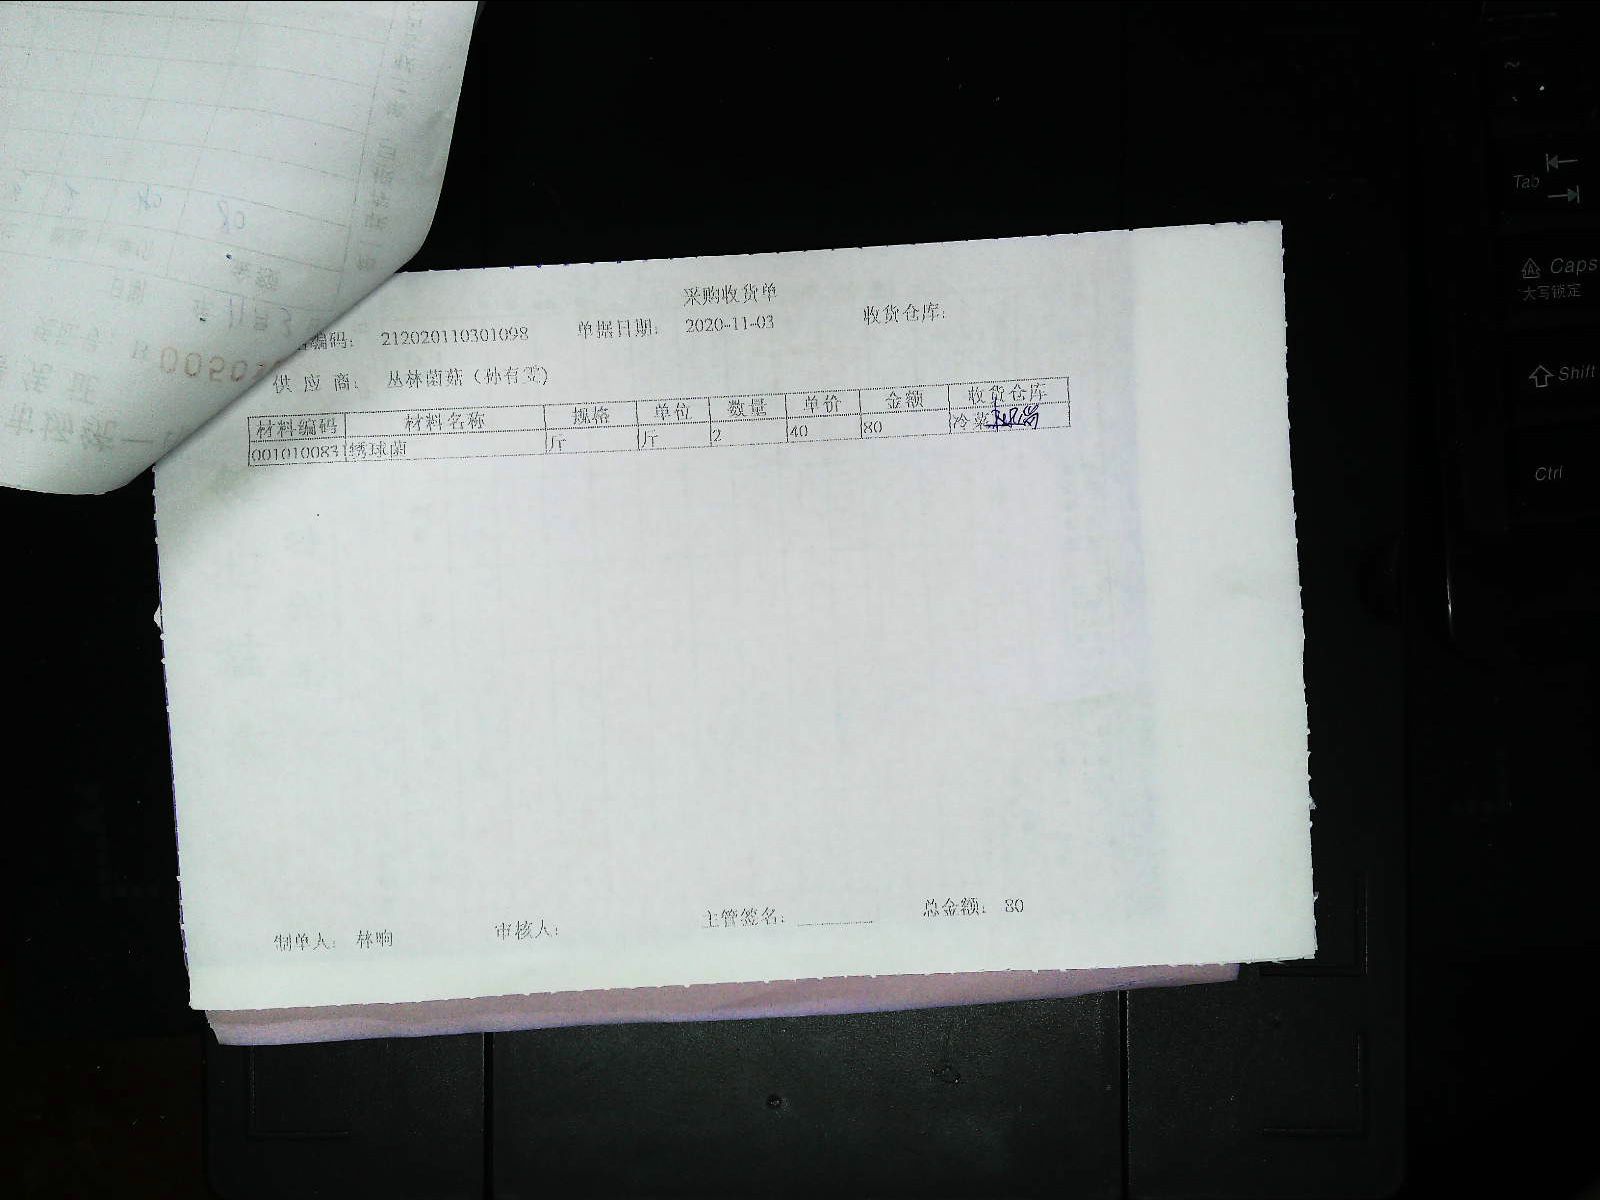 采购收货单
编码: 212020110301098 单据日期: 2020-11-03 收货仓库:
供应商: 丛林菌菇(孙有雯)
材料编码 材料名称 规格 单位 数量 单价 金额 收货仓库
001010083 绣球菌 斤 斤 2 40 80 冷菜
制单人: 林响 审核人: 主管签名: 总金额: 80
Tab
Caps
大写锁定
Shift
Ctrl